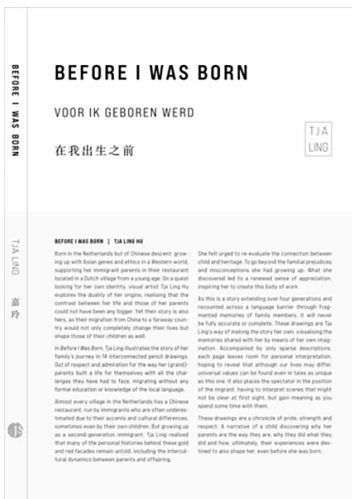 BEFORE I WAS BORN
TJA LING
嘉玲
BEFORE I WAS BORN
VOOR IK GEBOREN WERD
在我出生之前
TJA
LING
BEFORE I WAS BORN | TJA LING HU
Born in the Netherlands but of Chinese descent, grow-
ing up with Asian genes and ethics in a Western world,
supporting her immigrant parents in their restaurant
located in a Dutch village from a young age. On a quest
looking for her own identity, visual artist Tja Ling Hu
explores the duality of her origins, realising that the
contrast between her life and those of her parents
could not have been any bigger. Yet their story is also
hers, as their migration from China to a faraway coun-
try would not only completely change their lives but
shape those of their children as well.
In Before I Was Born, Tja Ling illustrates the story of her
family's journey in 14 interconnected pencil drawings.
Out of respect and admiration for the way her (grand)-
parents built a life for themselves with all the chal-
lenges they have had to face, migrating without any
formal education or knowledge of the local language.
Almost every village in the Netherlands has a Chinese
restaurant, run by immigrants who are often underes-
timated due to their accents and cultural differences,
sometimes even by their own children. But growing up
as a second-generation immigrant, Tja Ling realised
that many of the personal histories behind these gold
and red facades remain untold, including the intercul-
tural dynamics between parents and offspring.
She felt urged to re-evaluate the connection between
child and heritage. To go beyond the familial prejudices
and misconceptions she had growing up. What she
discovered led to a renewed sense of appreciation,
inspiring her to create this body of work.
As this is a story extending over four generations and
recounted across a language barrier through frag-
mented memories of family members, it will never
be fully accurate or complete. These drawings are Tja
Ling's way of making the story her own, visualising the
memories shared with her by means of her own imag-
ination. Accompanied by only sparse descriptions,
each page leaves room for personal interpretation,
hoping to reveal that although our lives may differ,
universal values can be found even in tales as unique
as this one. It also places the spectator in the position
of the migrant, having to interpret scenes that might
not be clear at first sight, but gain meaning as you
spend some time with them.
These drawings are a chronicle of pride, strength and
respect. A narrative of a child discovering why her
parents are the way they are, why they did what they
did and how, ultimately, their experiences were des-
tined to also shape her, even before she was born.